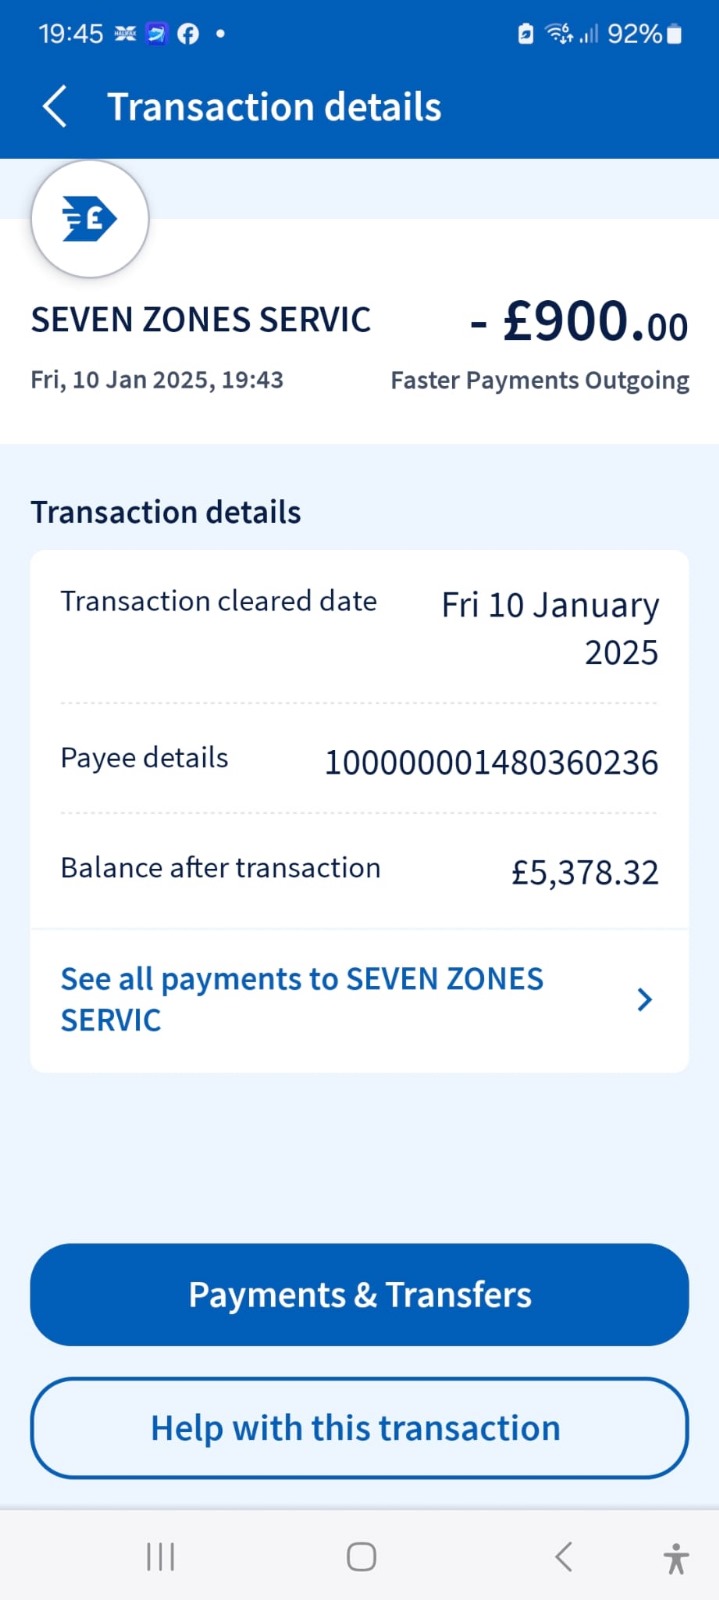 19:45 92%
Transaction details
£
SEVEN ZONES SERVIC - £900.00
Fri, 10 Jan 2025, 19:43 Faster Payments Outgoing
Transaction details
Transaction cleared date Fri 10 January
2025
Payee details 100000001480360236
Balance after transaction £5,378.32
See all payments to SEVEN ZONES
SERVIC
Payments & Transfers
Help with this transaction